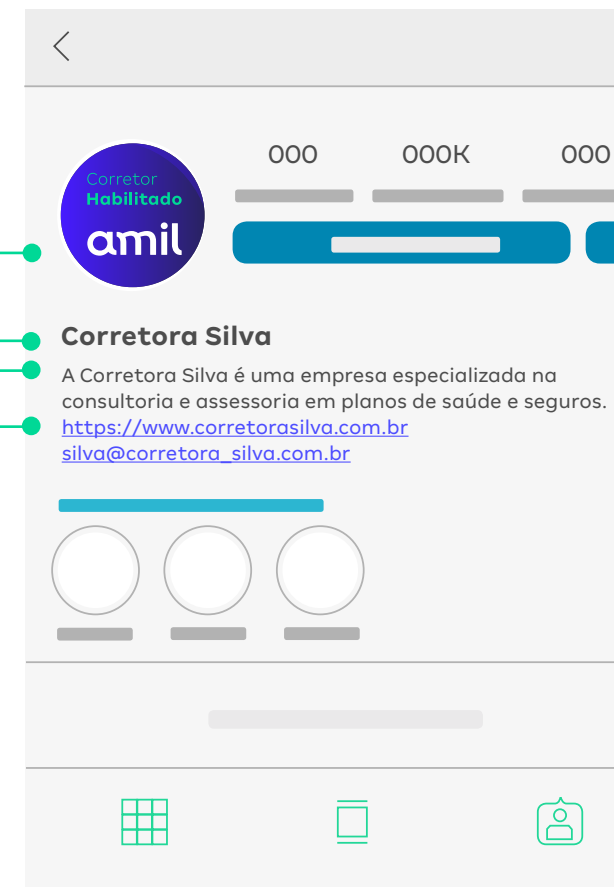 000 000K 000
Corretor
Habilitado
amil
Corretora Silva
A Corretora Silva é uma empresa especializada na
consultoria e assessoria em planos de saúde e seguros.
https://www.corretorasilva.com.br
silva@corretora_silva.com.br